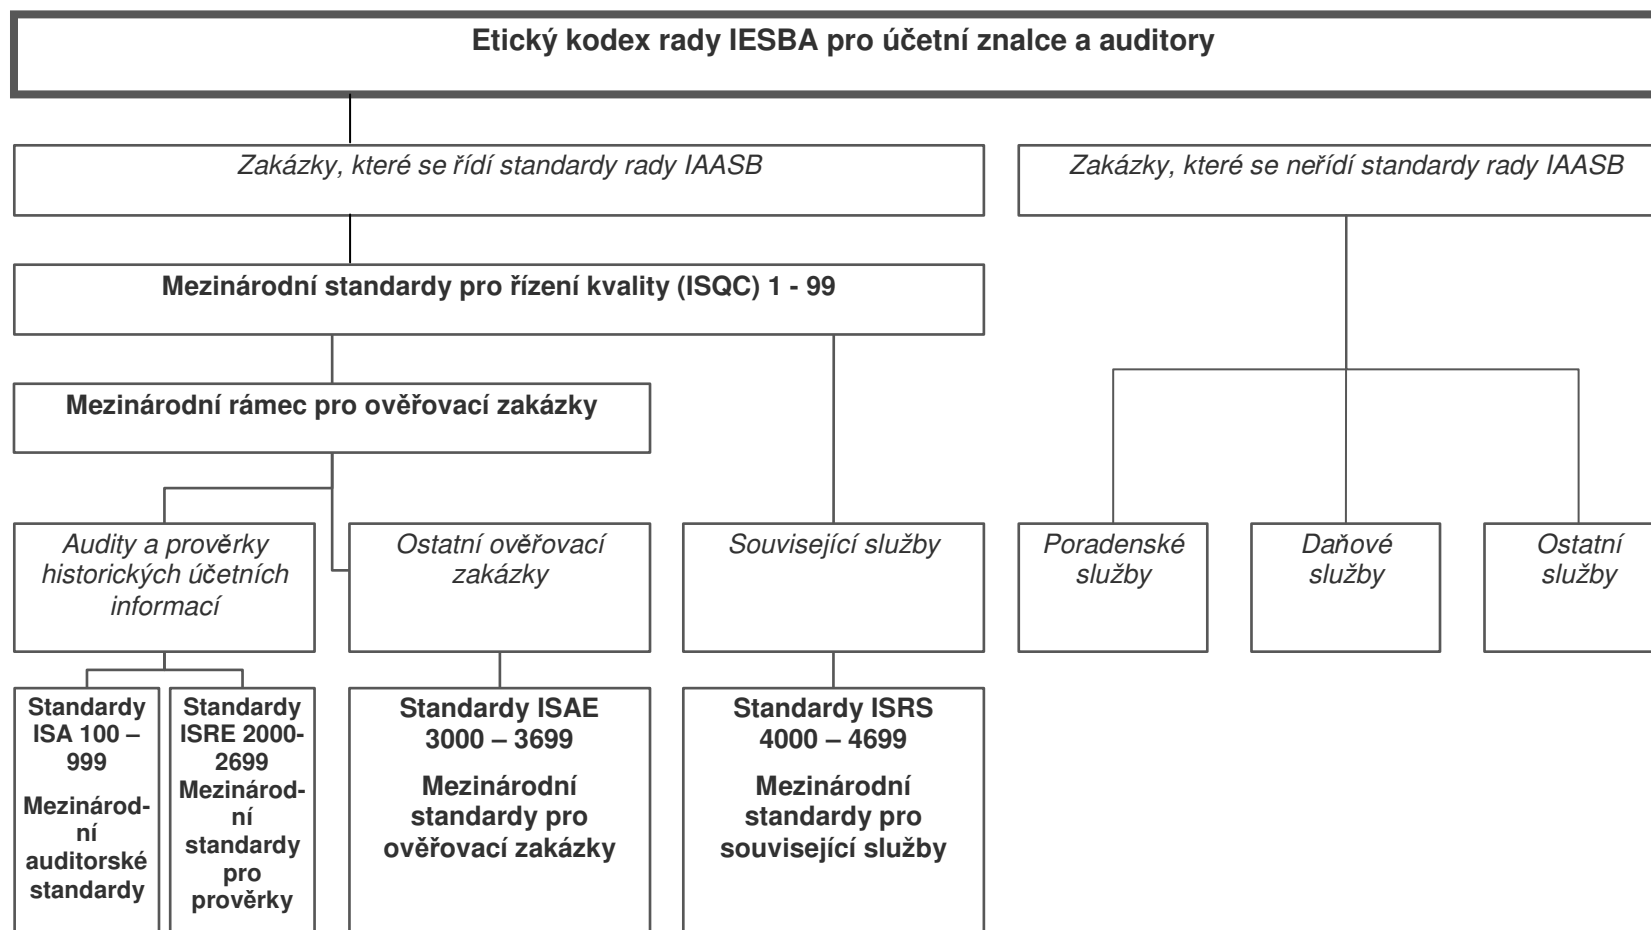 Etický kodex rady IESBA pro účetní znalce a auditory
Zakázky, které se řídí standardy rady IAASB
Zakázky, které se neřídí standardy rady IAASB
Mezinárodní standardy pro řízení kvality (ISQC) 1 - 99
Mezinárodní rámec pro ověřovací zakázky
Audity a prověrky
historických účetních
informací
Ostatní ověřovací
zakázky
Související služby
Poradenské
služby
Daňové
služby
Ostatní
služby
Standardy
ISA 100 –
999
Mezinárod-
ní
auditorské
standardy
Standardy
ISRE 2000-
2699
Mezinárod-
ní
standardy
pro
prověrky
Standardy ISAE
3000 – 3699
Mezinárodní
standardy pro
ověřovací zakázky
Standardy ISRS
4000 – 4699
Mezinárodní
standardy pro
související služby